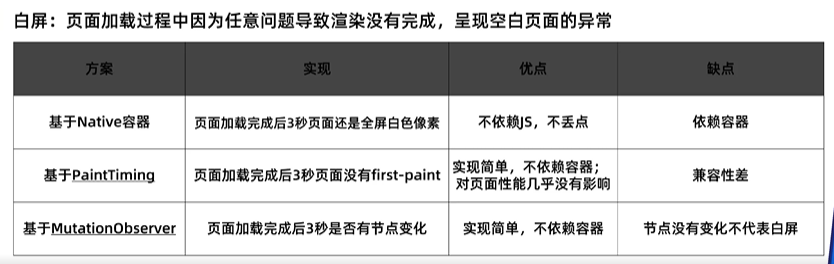 白屏：页面加载过程中因为任意问题导致渲染没有完成，呈现空白页面的异常
方案 实现 优点 缺点
基于Native容器 页面加载完成后3秒页面还是全屏白色像素 不依赖JS，不丢点 依赖容器
基于PaintTiming 页面加载完成后3秒页面没有first-paint 实现简单，不依赖容器；
对页面性能几乎没有影响 兼容性差
基于MutationObserver 页面加载完成后3秒是否有节点变化 实现简单，不依赖容器 节点没有变化不代表白屏